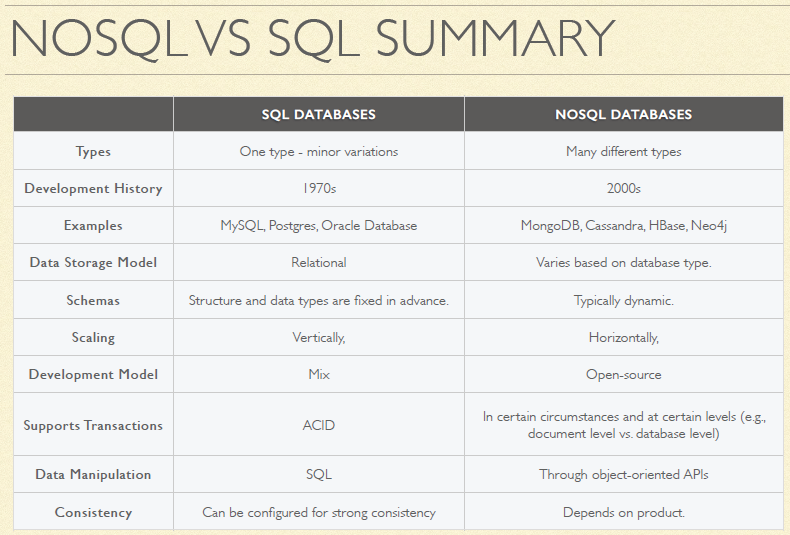 NOSQL VS SQL SUMMARY
SQL DATABASES NOSQL DATABASES
Types One type - minor variations Many different types
Development History 1970s 2000s
Examples MySQL, Postgres, Oracle Database MongoDB, Cassandra, HBase, Neo4j
Data Storage Model Relational Varies based on database type.
Schemas Structure and data types are fixed in advance. Typically dynamic.
Scaling Vertically, Horizontally,
Development Model Mix Open-source
Supports Transactions ACID In certain circumstances and at certain levels (e.g.,
document level vs. database level)
Data Manipulation SQL Through object-oriented APIs
Consistency Can be configured for strong consistency Depends on product.